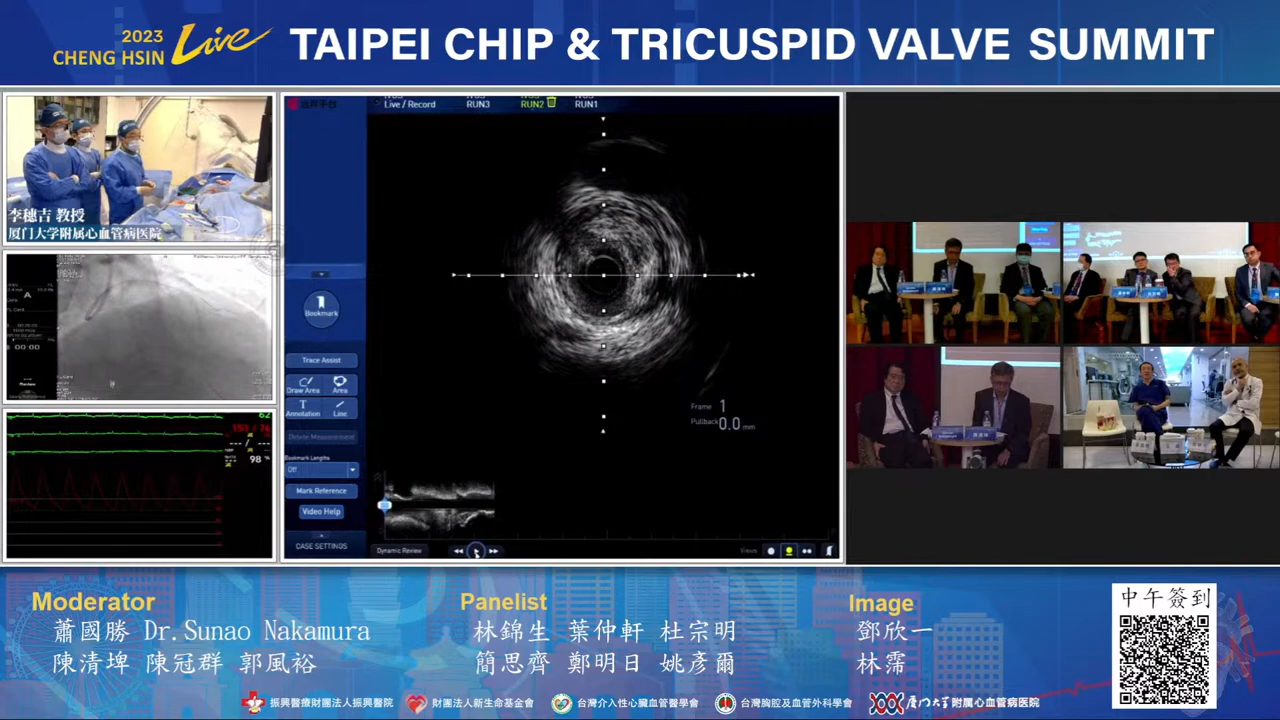 2023
CHENG HSIN Live
TAIPEI CHIP & TRICUSPID VALVE SUMMIT
李穗吉 教授
厦门大学附属心血管病医院
A
00:00
62
153 / 76
98 %
Live / Record
RUN3
RUN2
RUN1
Bookmark
Trace Assist
Draw Area
Area
Annotation
Line
Delete Measurement
Bookmark Lengths
Off
Mark Reference
Video Help
CASE SETTINGS
Frame 1
Pullback 0.0 mm
Dynamic Review
Views
Moderator
蕭國勝 Dr.Sunao Nakamura
陳清埤 陳冠群 郭風裕
Panelist
林錦生 葉仲軒 杜宗明
簡思齊 鄭明日 姚彥爾
Image
鄧欣一
林霈
中午簽到
振興醫療財團法人振興醫院
財團法人新生命基金會
台灣介入性心臟血管醫學會
台灣胸腔及血管外科學會
厦门大学附属心血管病医院